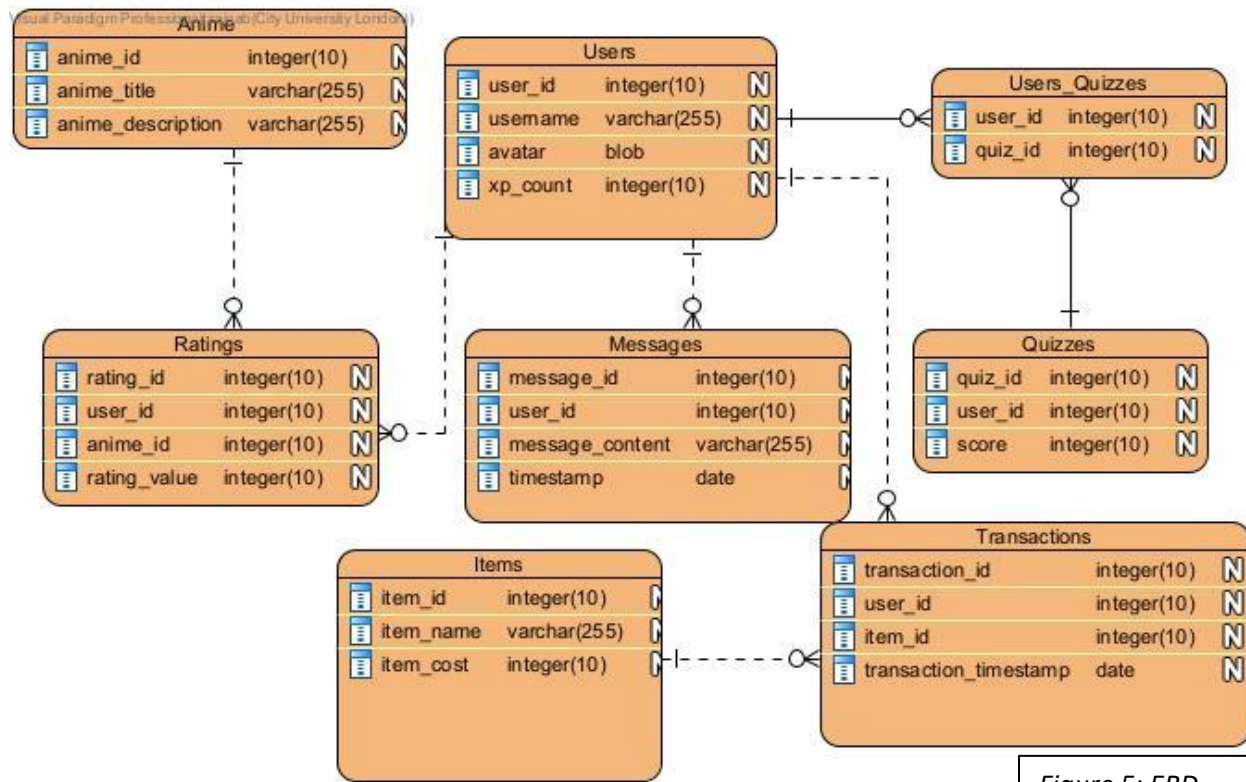 Visual Paradigm Professional (City University London)
Anime
anime_id integer(10) N
anime_title varchar(255) N
anime_description varchar(255) N
Users
user_id integer(10) N
username varchar(255) N
avatar blob N
xp_count integer(10) N
Users_Quizzes
user_id integer(10) N
quiz_id integer(10) N
Ratings
rating_id integer(10) N
user_id integer(10) N
anime_id integer(10) N
rating_value integer(10) N
Messages
message_id integer(10) N
user_id integer(10) N
message_content varchar(255) N
timestamp date N
Quizzes
quiz_id integer(10) N
user_id integer(10) N
score integer(10) N
Items
item_id integer(10) N
item_name varchar(255) N
item_cost integer(10) N
Transactions
transaction_id integer(10) N
user_id integer(10) N
item_id integer(10) N
transaction_timestamp date N
Figure 5: ERD